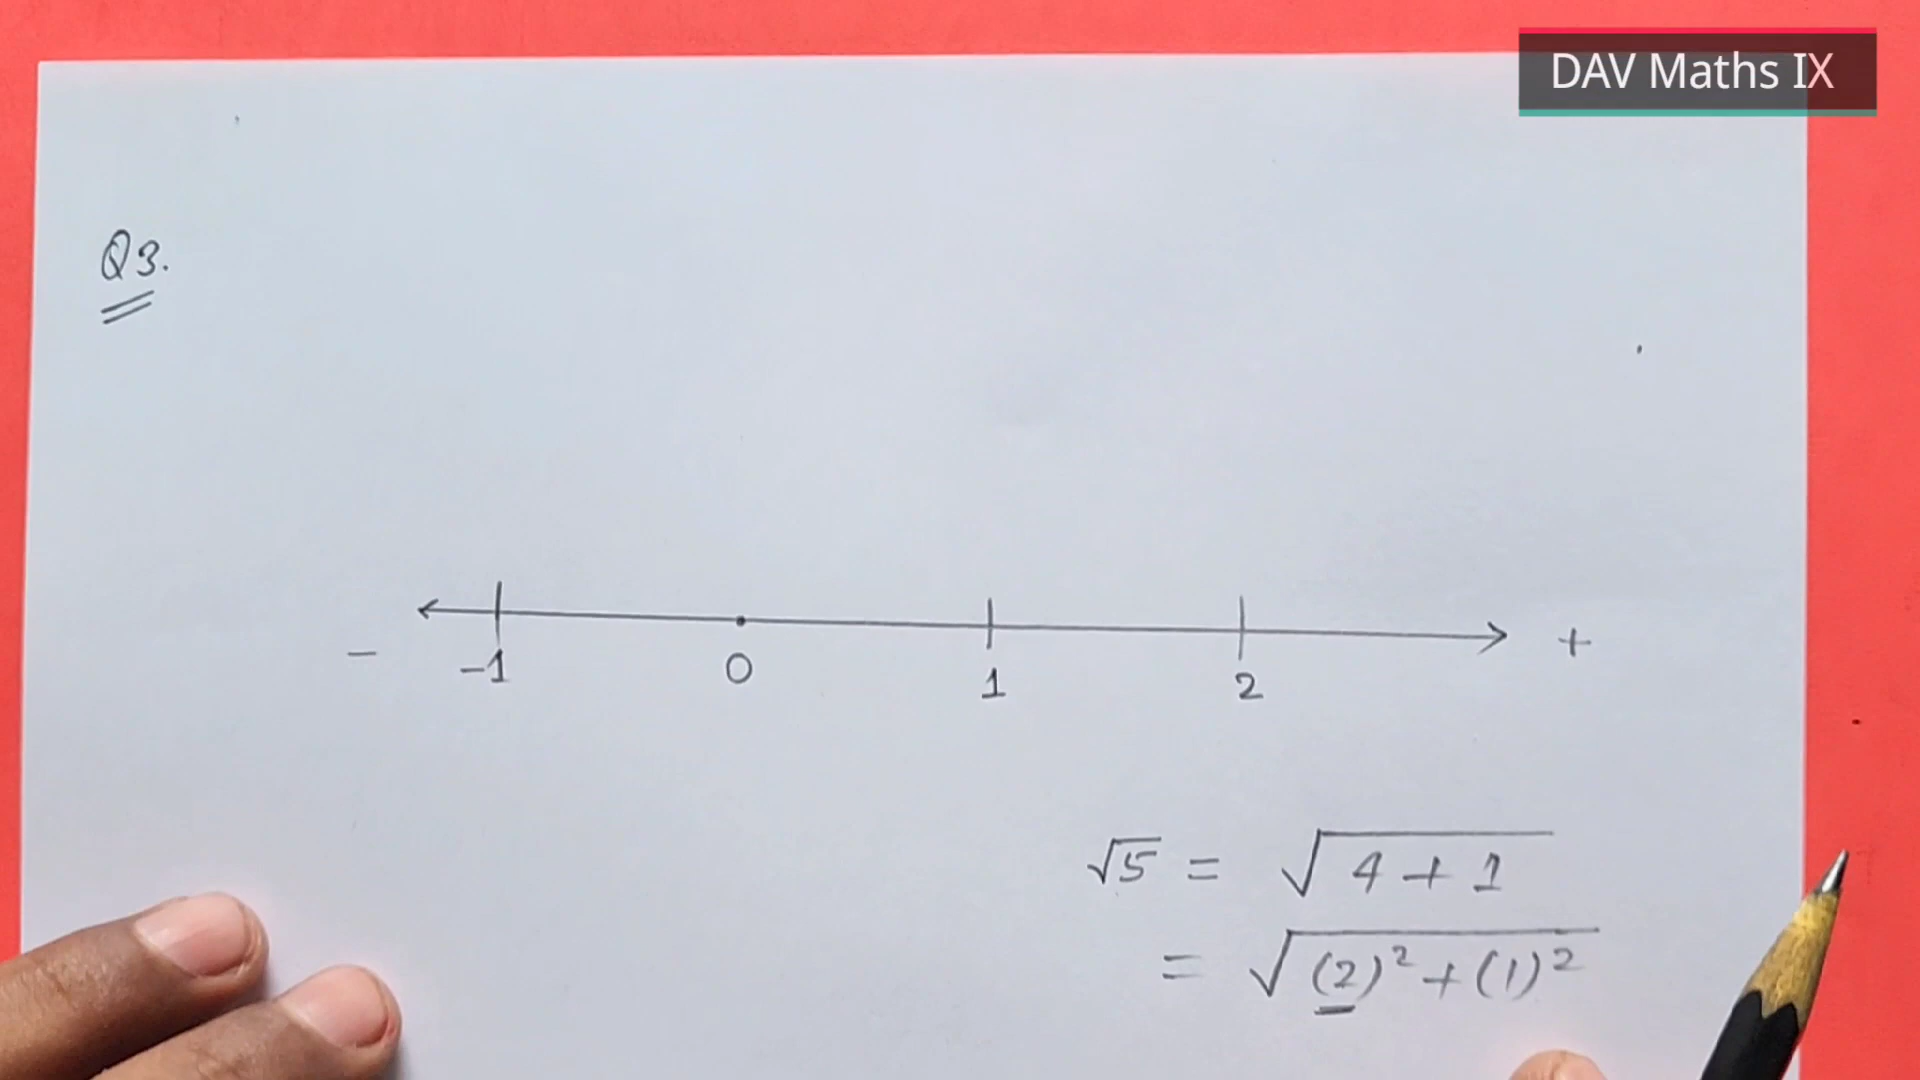 DAV Maths IX
Q3.
- -1 0 1 2 +
√5 = √4+1
= √(2)²+(1)²